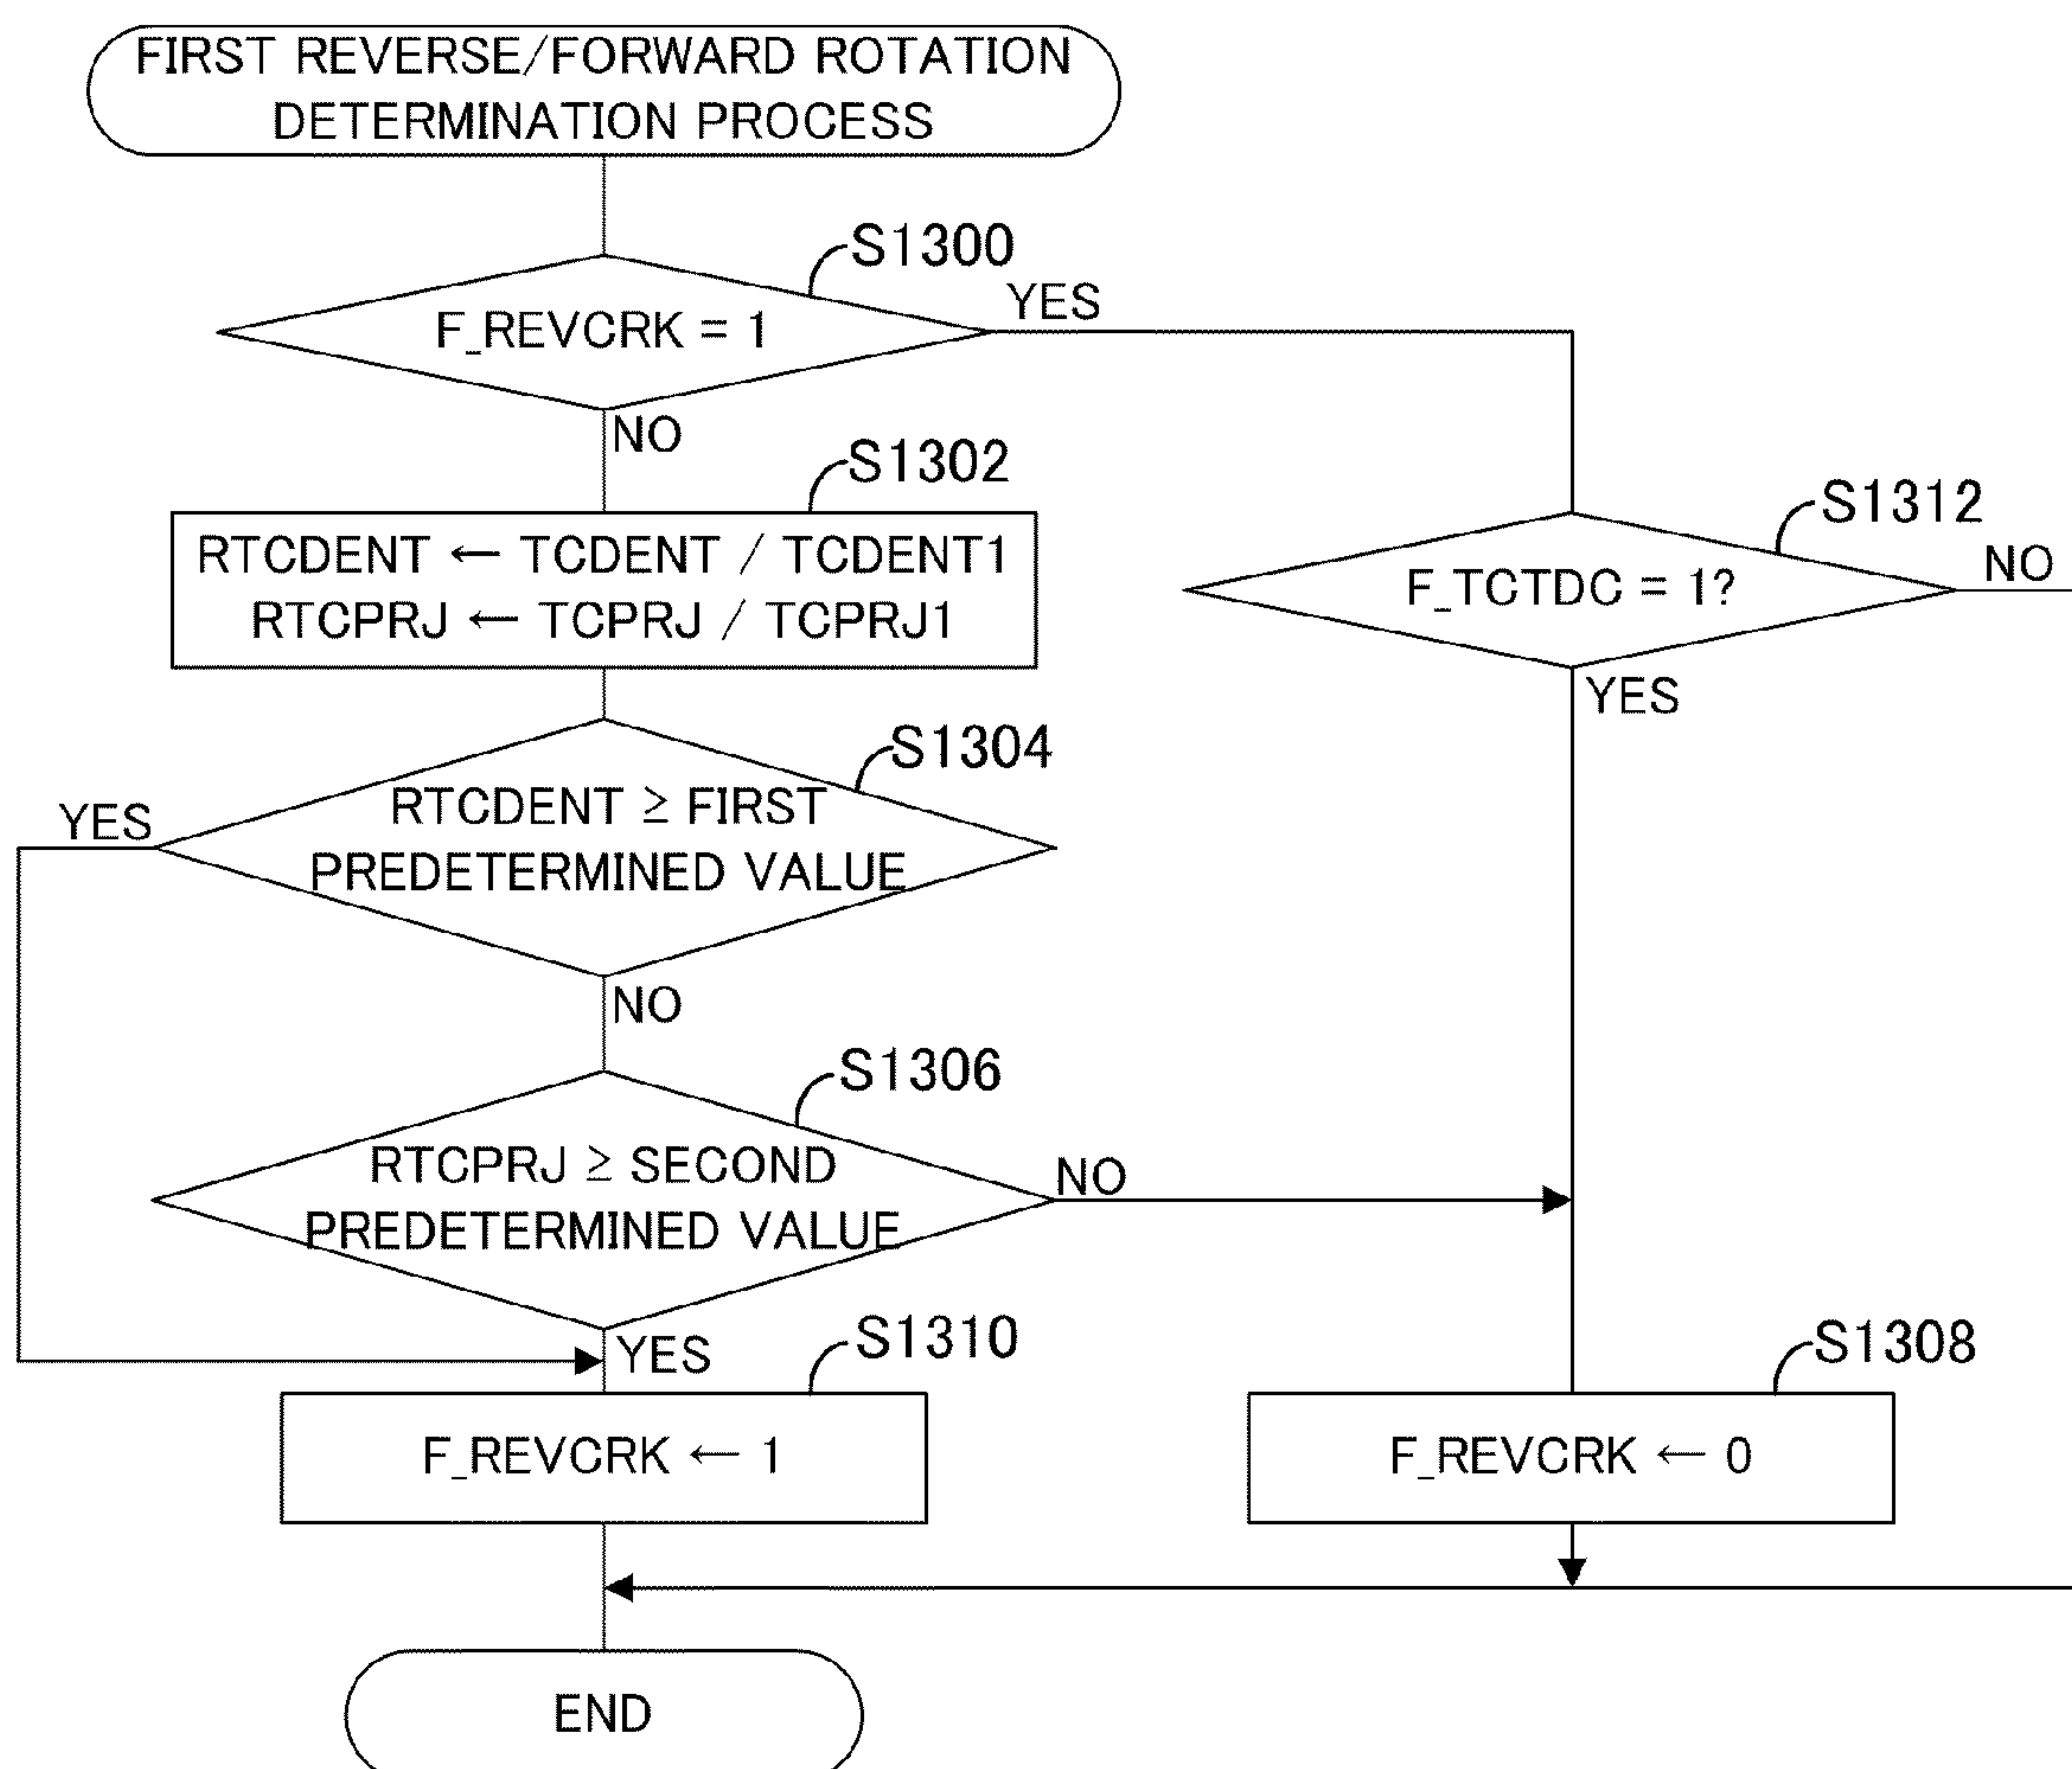 FIRST REVERSE/FORWARD ROTATION
DETERMINATION PROCESS
S1300
F_REVCRK = 1
YES
NO
S1302
RTCDENT ← TCDENT / TCDENT1
RTCPRJ ← TCPRJ / TCPRJ1
S1312
F_TCTDC = 1?
NO
YES
S1304
RTCDENT ≥ FIRST
PREDETERMINED VALUE
YES
NO
S1306
RTCPRJ ≥ SECOND
PREDETERMINED VALUE
NO
YES
S1310
F_REVCRK ← 1
S1308
F_REVCRK ← 0
END